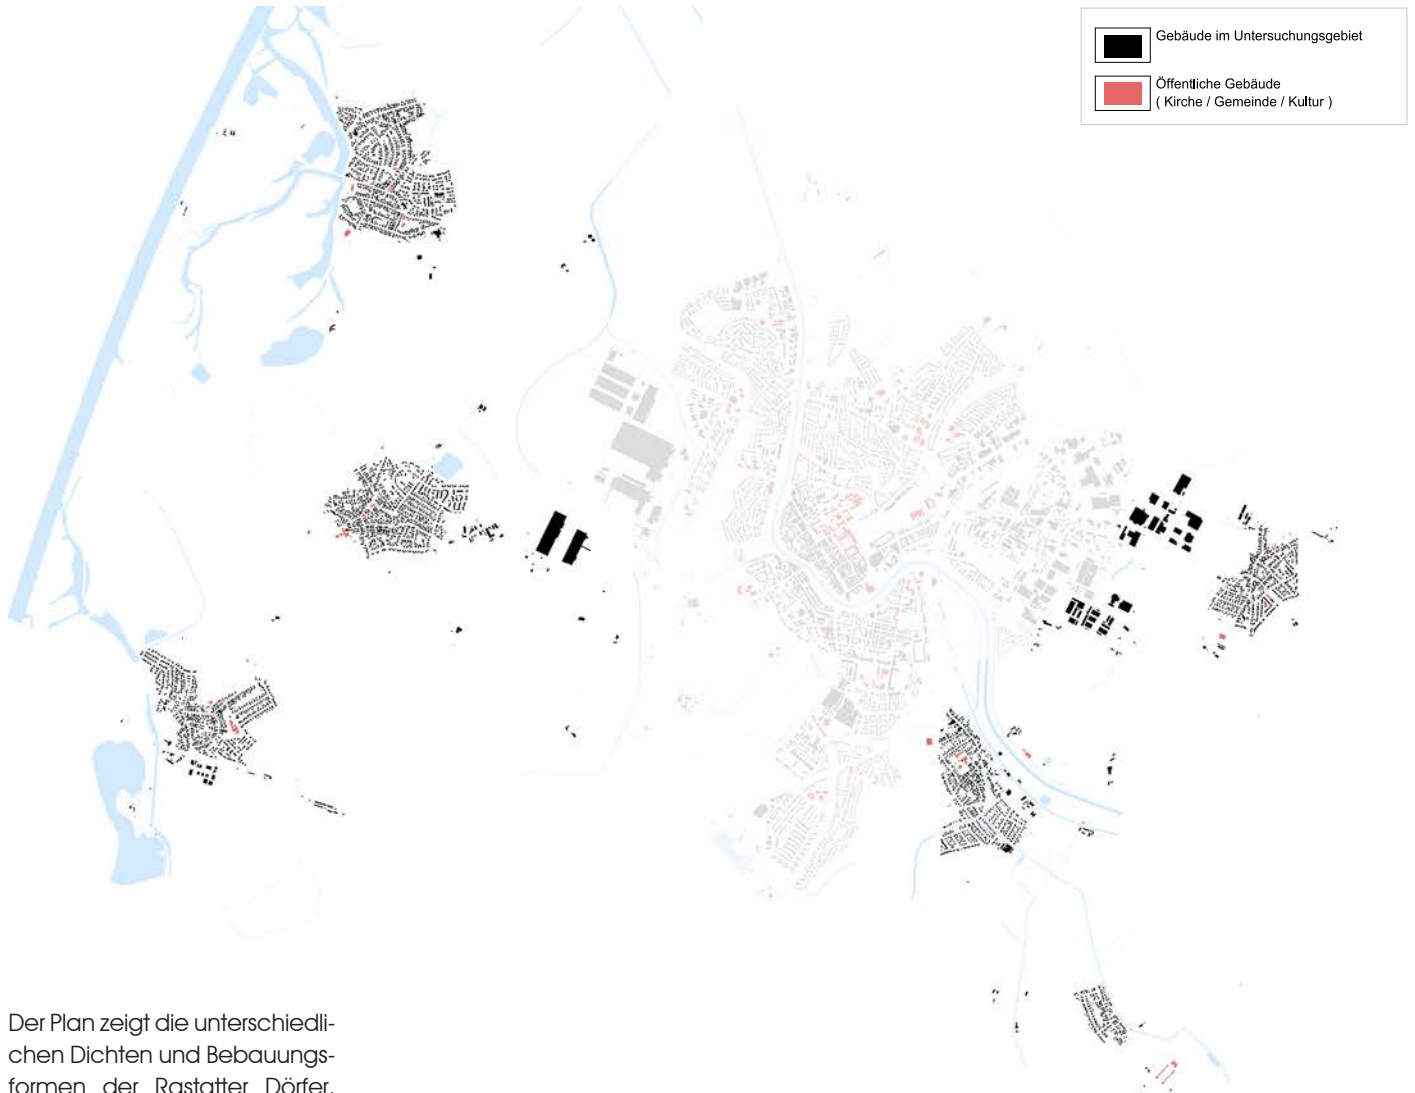 Gebäude im Untersuchungsgebiet
Öffentliche Gebäude
( Kirche / Gemeinde / Kultur )
Der Plan zeigt die unterschiedli-
chen Dichten und Bebauungs-
formen der Rastatter Dörfer.